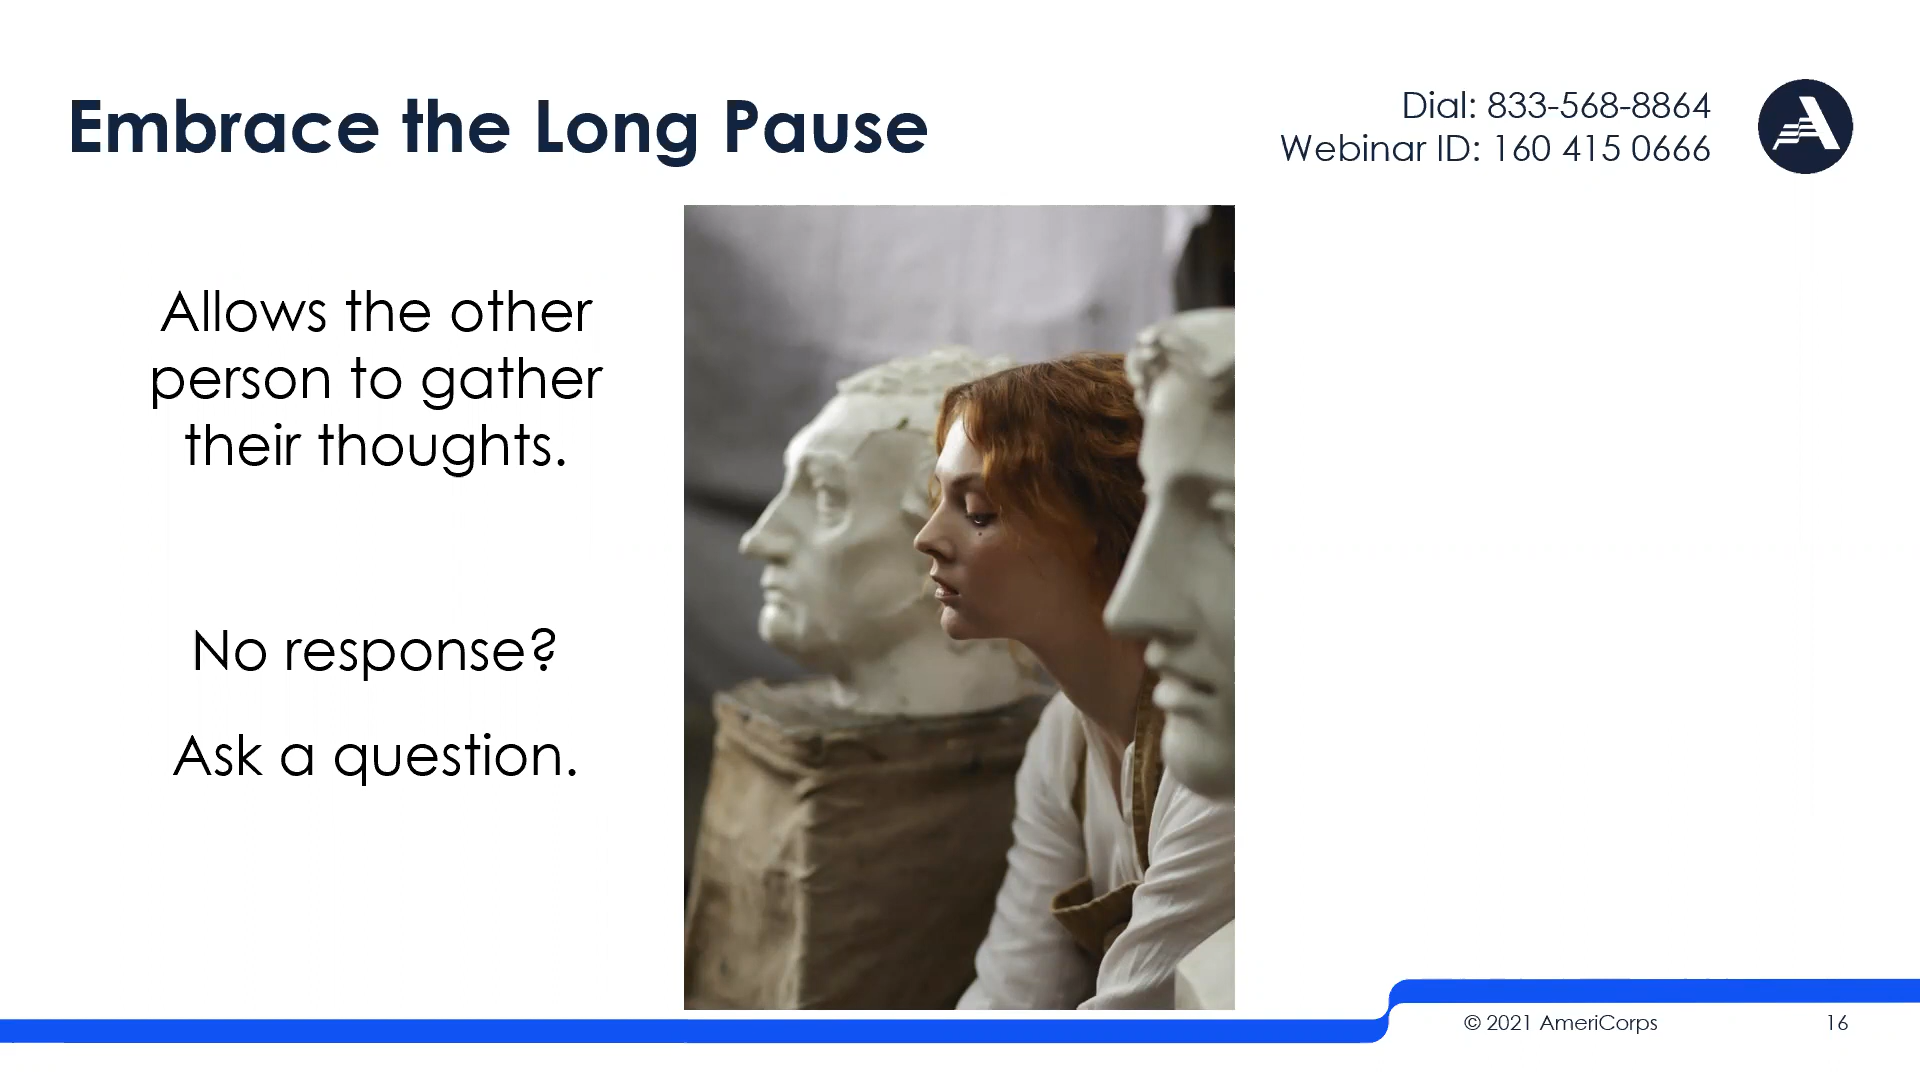 Embrace the Long Pause
Dial: 833-568-8864
Webinar ID: 160 415 0666
Allows the other
person to gather
their thoughts.
No response?
Ask a question.
© 2021 AmeriCorps
16